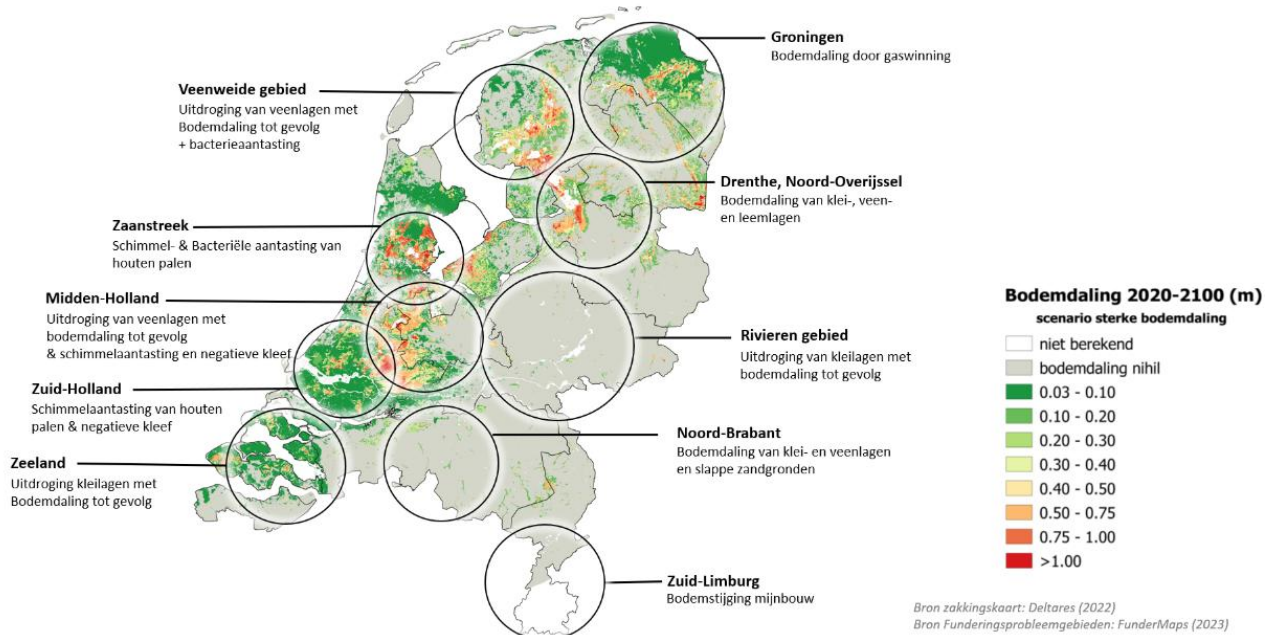 Groningen
Bodemdaling door gaswinning
Veenweide gebied
Uitdroging van veenlagen met
Bodemdaling tot gevolg
+ bacterieaantasting
Drenthe, Noord-Overijssel
Bodemdaling van klei-, veen-
en leemlagen
Zaanstreek
Schimmel- & Bacteriële aantasting van
houten palen
Midden-Holland
Uitdroging van veenlagen met
bodemdaling tot gevolg
& schimmelaantasting en negatieve kleef
Rivieren gebied
Uitdroging van kleilagen met
bodemdaling tot gevolg
Zuid-Holland
Schimmelaantasting van houten
palen & negatieve kleef
Noord-Brabant
Bodemdaling van klei- en veenlagen
en slappe zandgronden
Zeeland
Uitdroging kleilagen met
Bodemdaling tot gevolg
Zuid-Limburg
Bodemstijging mijnbouw
Bodemdaling 2020-2100 (m)
scenario sterke bodemdaling
niet berekend
bodemdaling nihil
0.03 - 0.10
0.10 - 0.20
0.20 - 0.30
0.30 - 0.40
0.40 - 0.50
0.50 - 0.75
0.75 - 1.00
>1.00
Bron zakkingskaart: Deltares (2022)
Bron Funderingsprobleemgebieden: FunderMaps (2023)